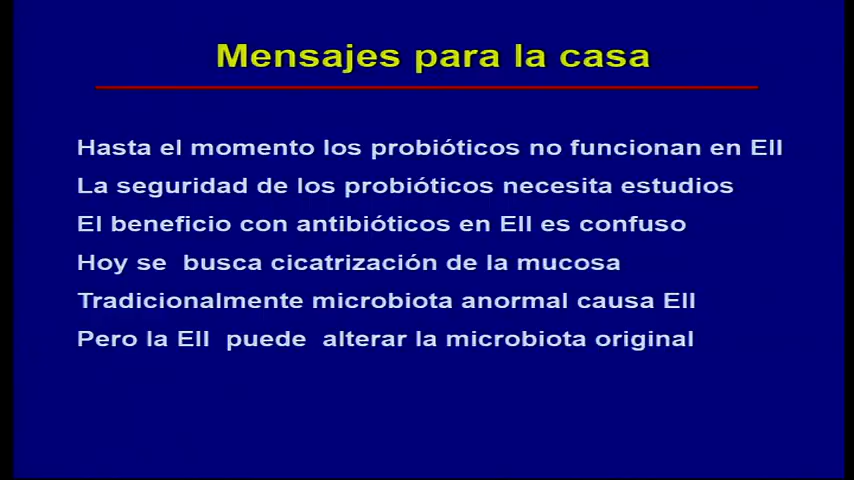 Mensajes para la casa
Hasta el momento los probióticos no funcionan en EII
La seguridad de los probióticos necesita estudios
El beneficio con antibióticos en EII es confuso
Hoy se busca cicatrización de la mucosa
Tradicionalmente microbiota anormal causa EII
Pero la EII puede alterar la microbiota original